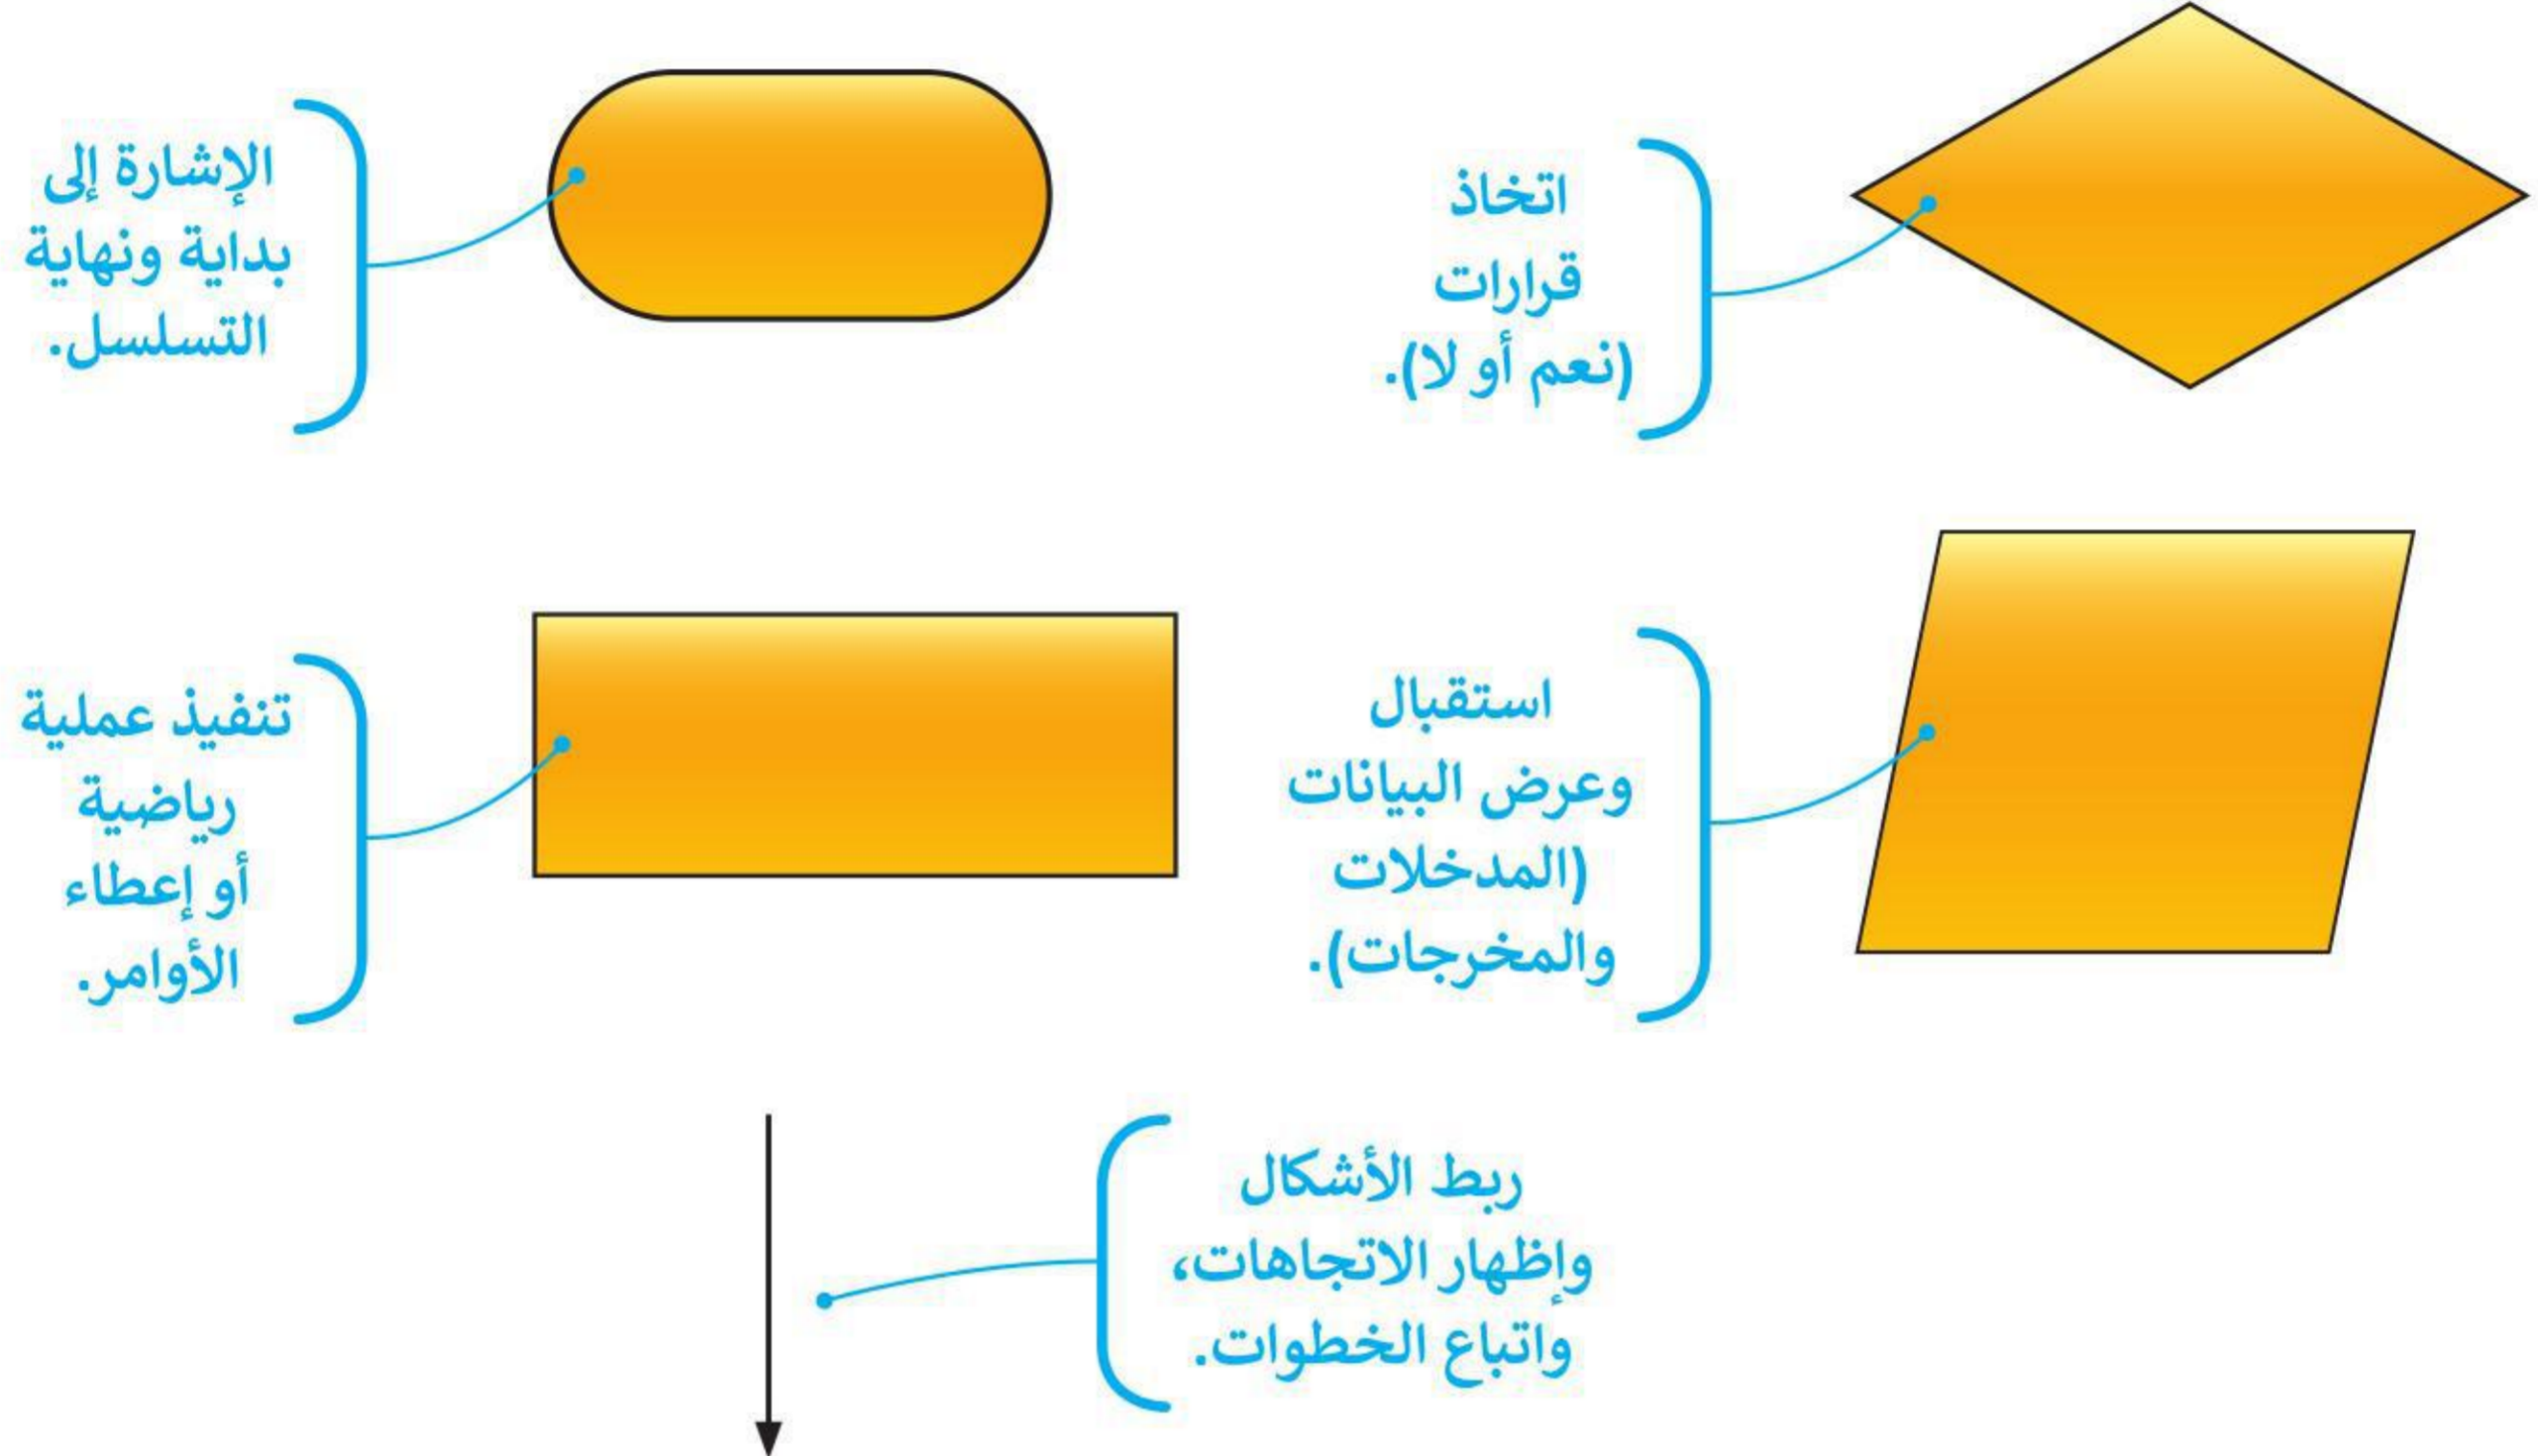 اتخاذ
قرارات
(نعم أو لا).
الإشارة إلى
بداية ونهاية
التسلسل.
استقبال
وعرض البيانات
(المدخلات
والمخرجات).
تنفيذ عملية
رياضية
أو إعطاء
الأوامر.
ربط الأشكال
وإظهار الاتجاهات،
واتباع الخطوات.